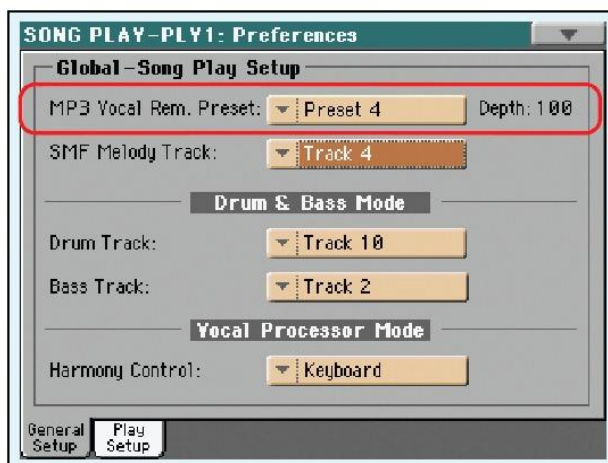 SONG PLAY-PLY1: Preferences
Global-Song Play Setup
MP3 Vocal Rem. Preset: Preset 4 Depth: 100
SMF Melody Track: Track 4
Drum & Bass Mode
Drum Track: Track 10
Bass Track: Track 2
Vocal Processor Mode
Harmony Control: Keyboard
General Setup
Play Setup